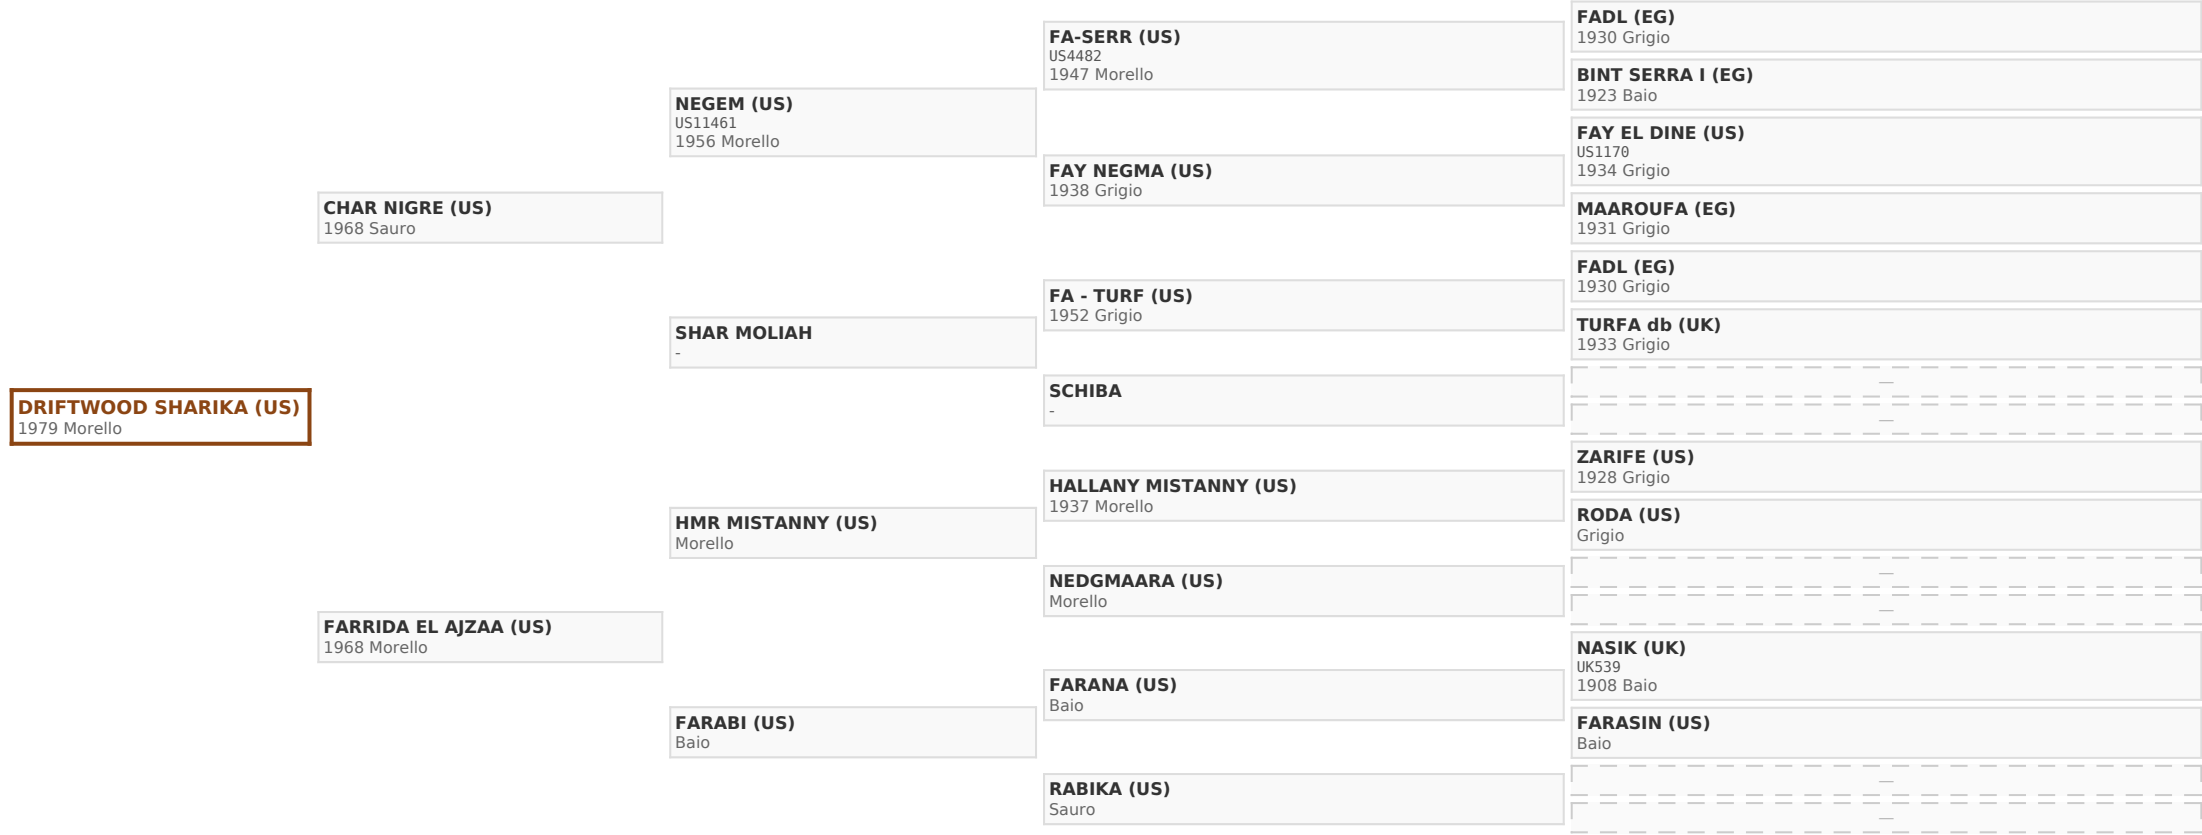 DRIFTWOOD SHARIKA (US)
1979 Morello
CHAR NIGRE (US)
1968 Sauro
FARRIDA EL AJZAA (US)
1968 Morello
NEGEM (US)
US11461
1956 Morello
SHAR MOLIAH
-
HMR MISTANNY (US)
Morello
FARABI (US)
Baio
FA-SERR (US)
US4482
1947 Morello
FAY NEGMA (US)
1938 Grigio
FA - TURF (US)
1952 Grigio
SCHIBA
-
HALLANY MISTANNY (US)
1937 Morello
NEDGMAARA (US)
Morello
FARANA (US)
Baio
RABIKA (US)
Sauro
FADL (EG)
1930 Grigio
BINT SERRA I (EG)
1923 Baio
FAY EL DINE (US)
US1170
1934 Grigio
MAAROUFA (EG)
1931 Grigio
FADL (EG)
1930 Grigio
TURFA db (UK)
1933 Grigio
—
—
ZARIFE (US)
1928 Grigio
RODA (US)
Grigio
—
—
NASIK (UK)
UK539
1908 Baio
FARASIN (US)
Baio
—
—